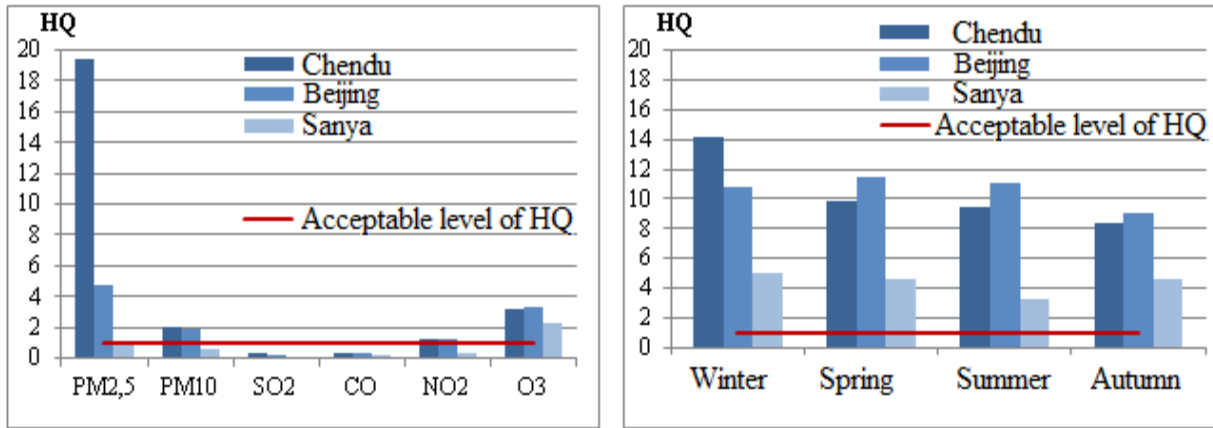 HQ
20
18
16
14
12
10
8
6
4
2
0
Chendu
Beijing
Sanya
Acceptable level of HQ
PM2,5 PM10 SO2 CO NO2 O3
HQ
20
18
16
14
12
10
8
6
4
2
0
Chendu
Beijing
Sanya
Acceptable level of HQ
Winter Spring Summer Autumn